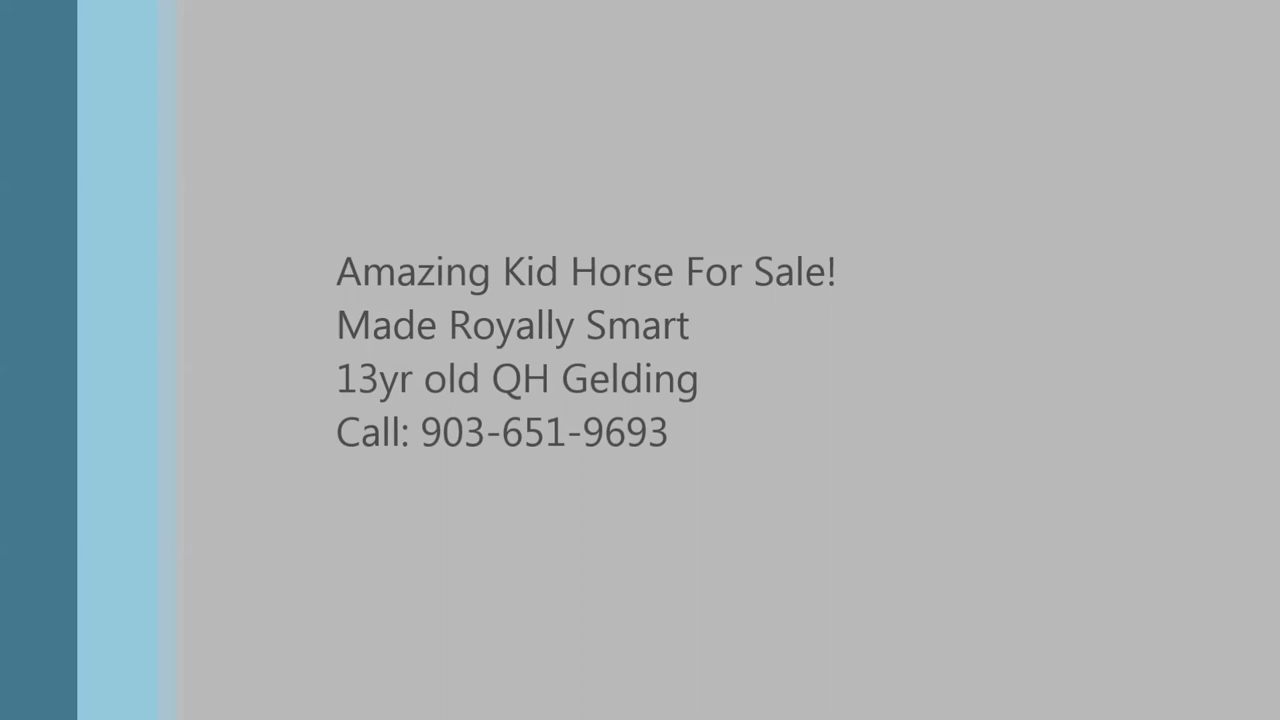 Amazing Kid Horse For Sale!
Made Royally Smart
13yr old QH Gelding
Call: 903-651-9693